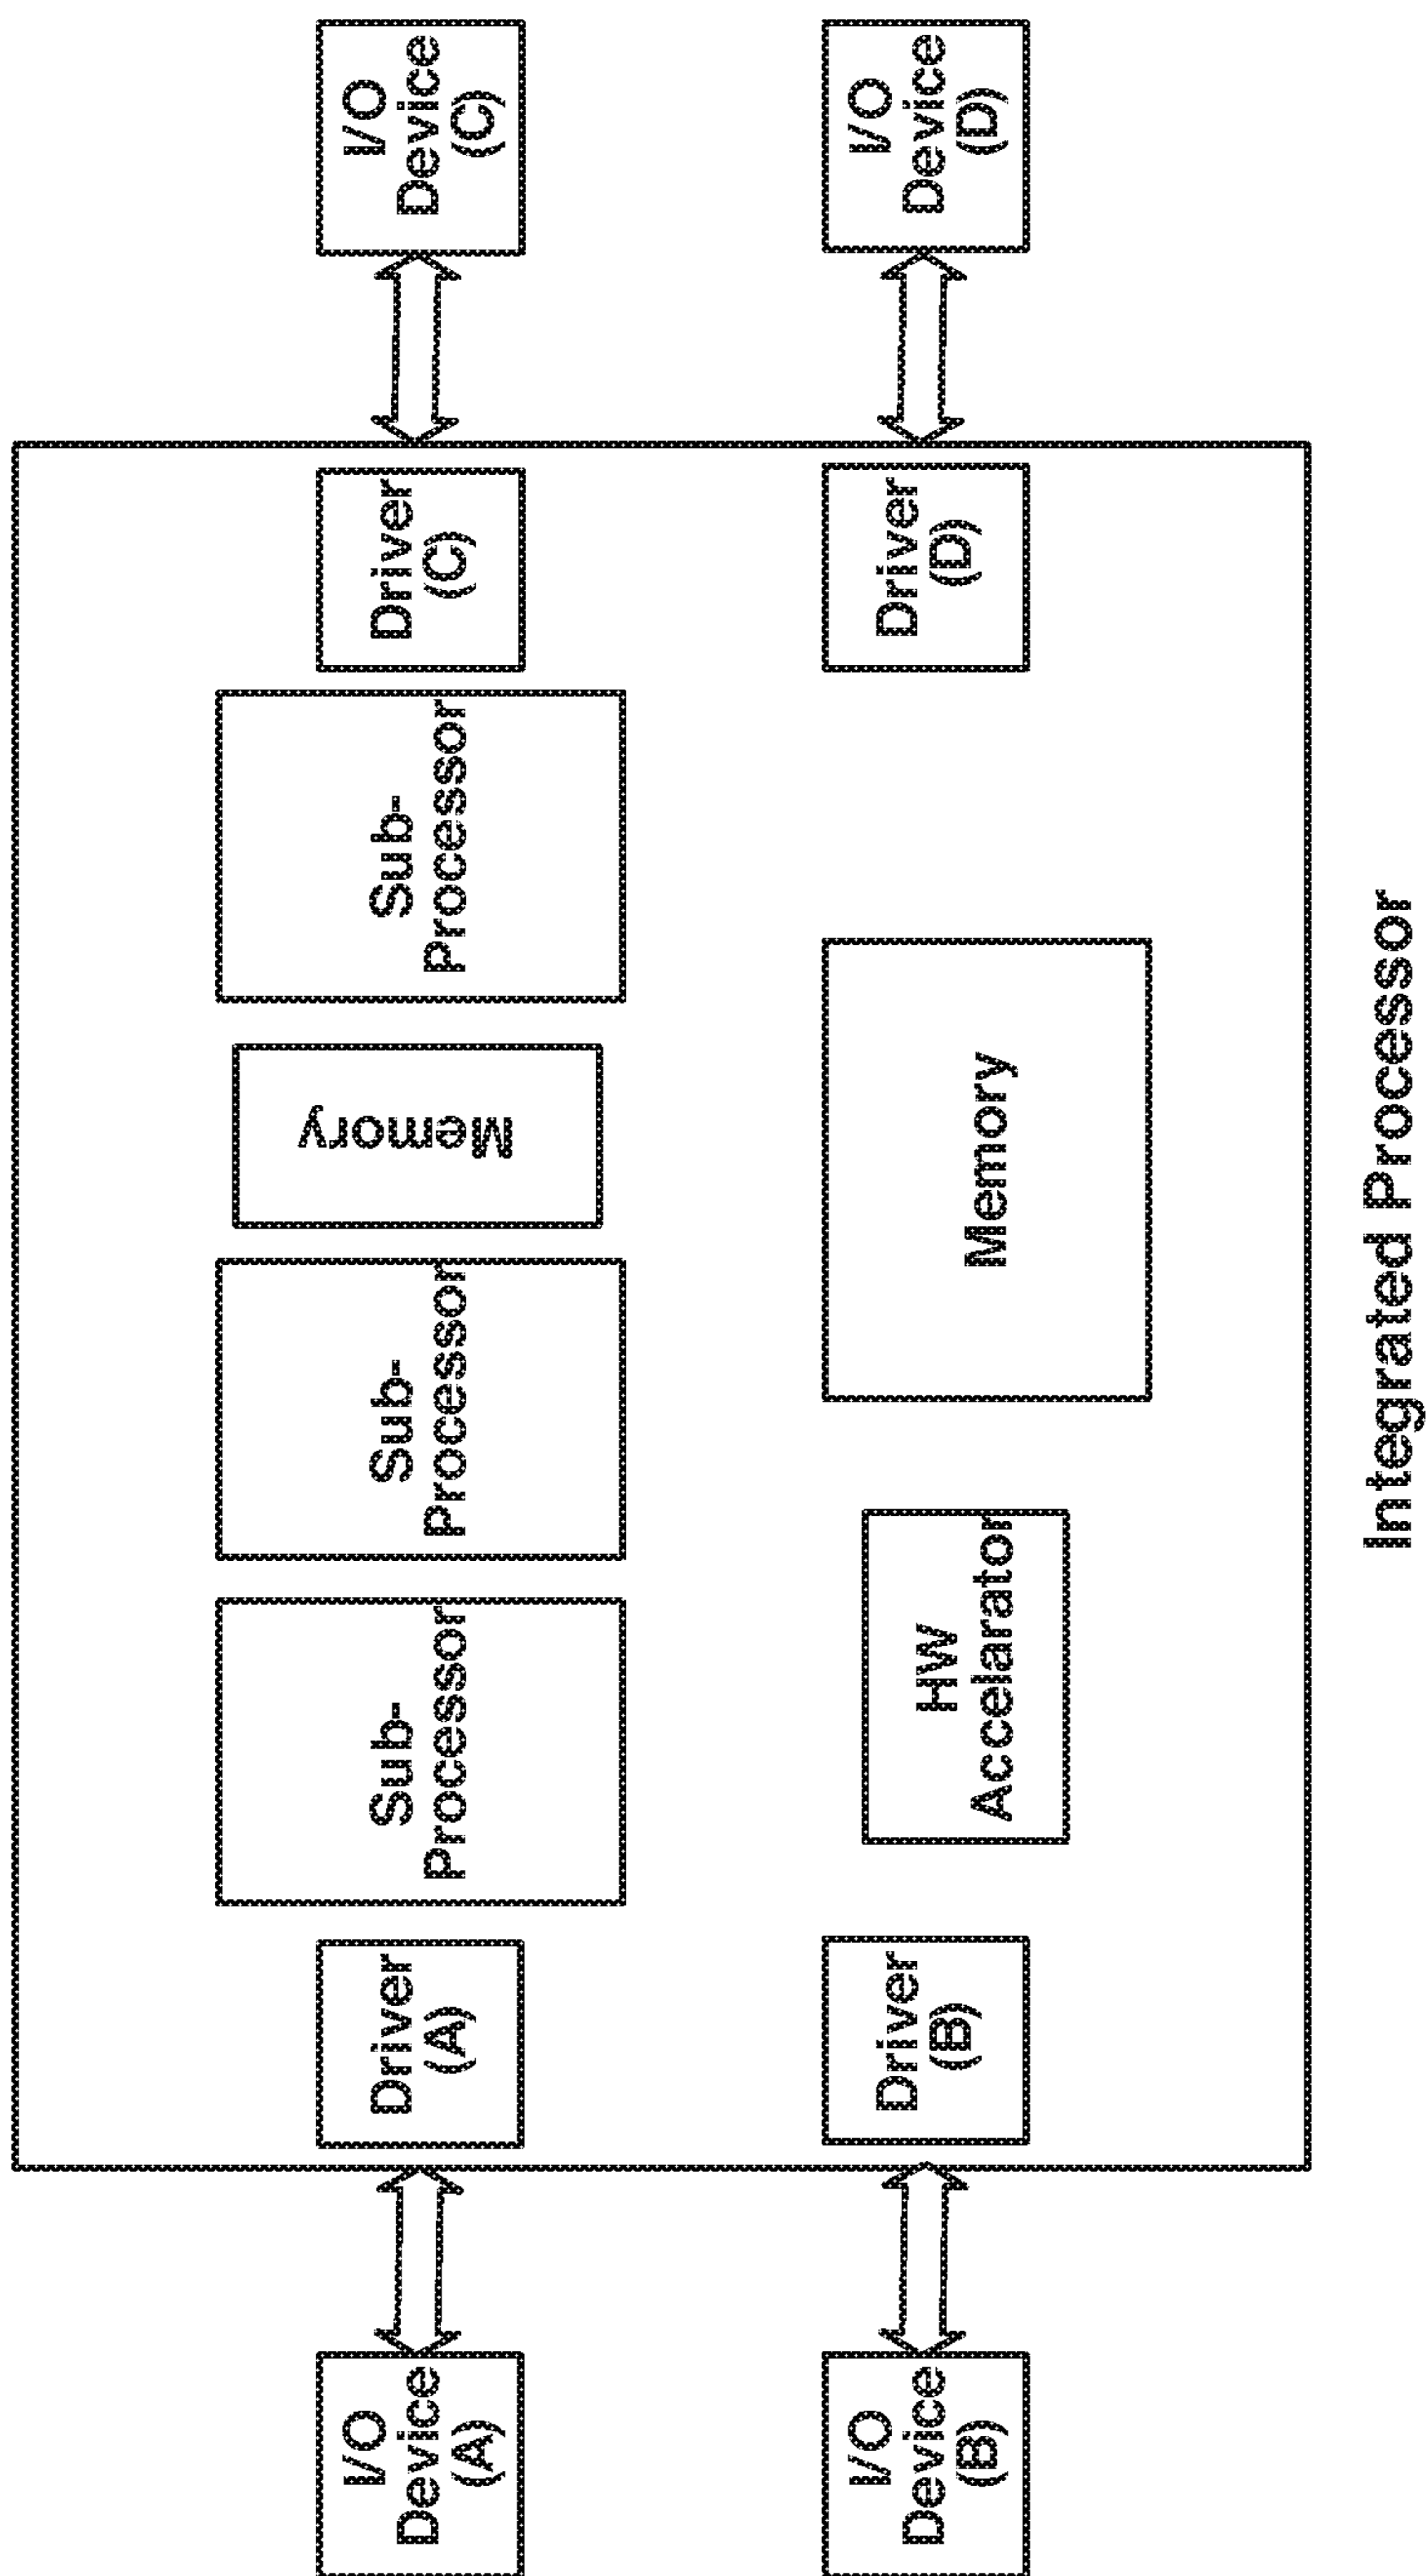 I/O
Device
(A)
Driver
(A)
Sub-
Processor
Sub-
Processor
Memory
Sub-
Processor
Driver
(C)
I/O
Device
(C)
I/O
Device
(B)
Driver
(B)
HW
Accelarator
Memory
Driver
(D)
I/O
Device
(D)
Integrated Processor